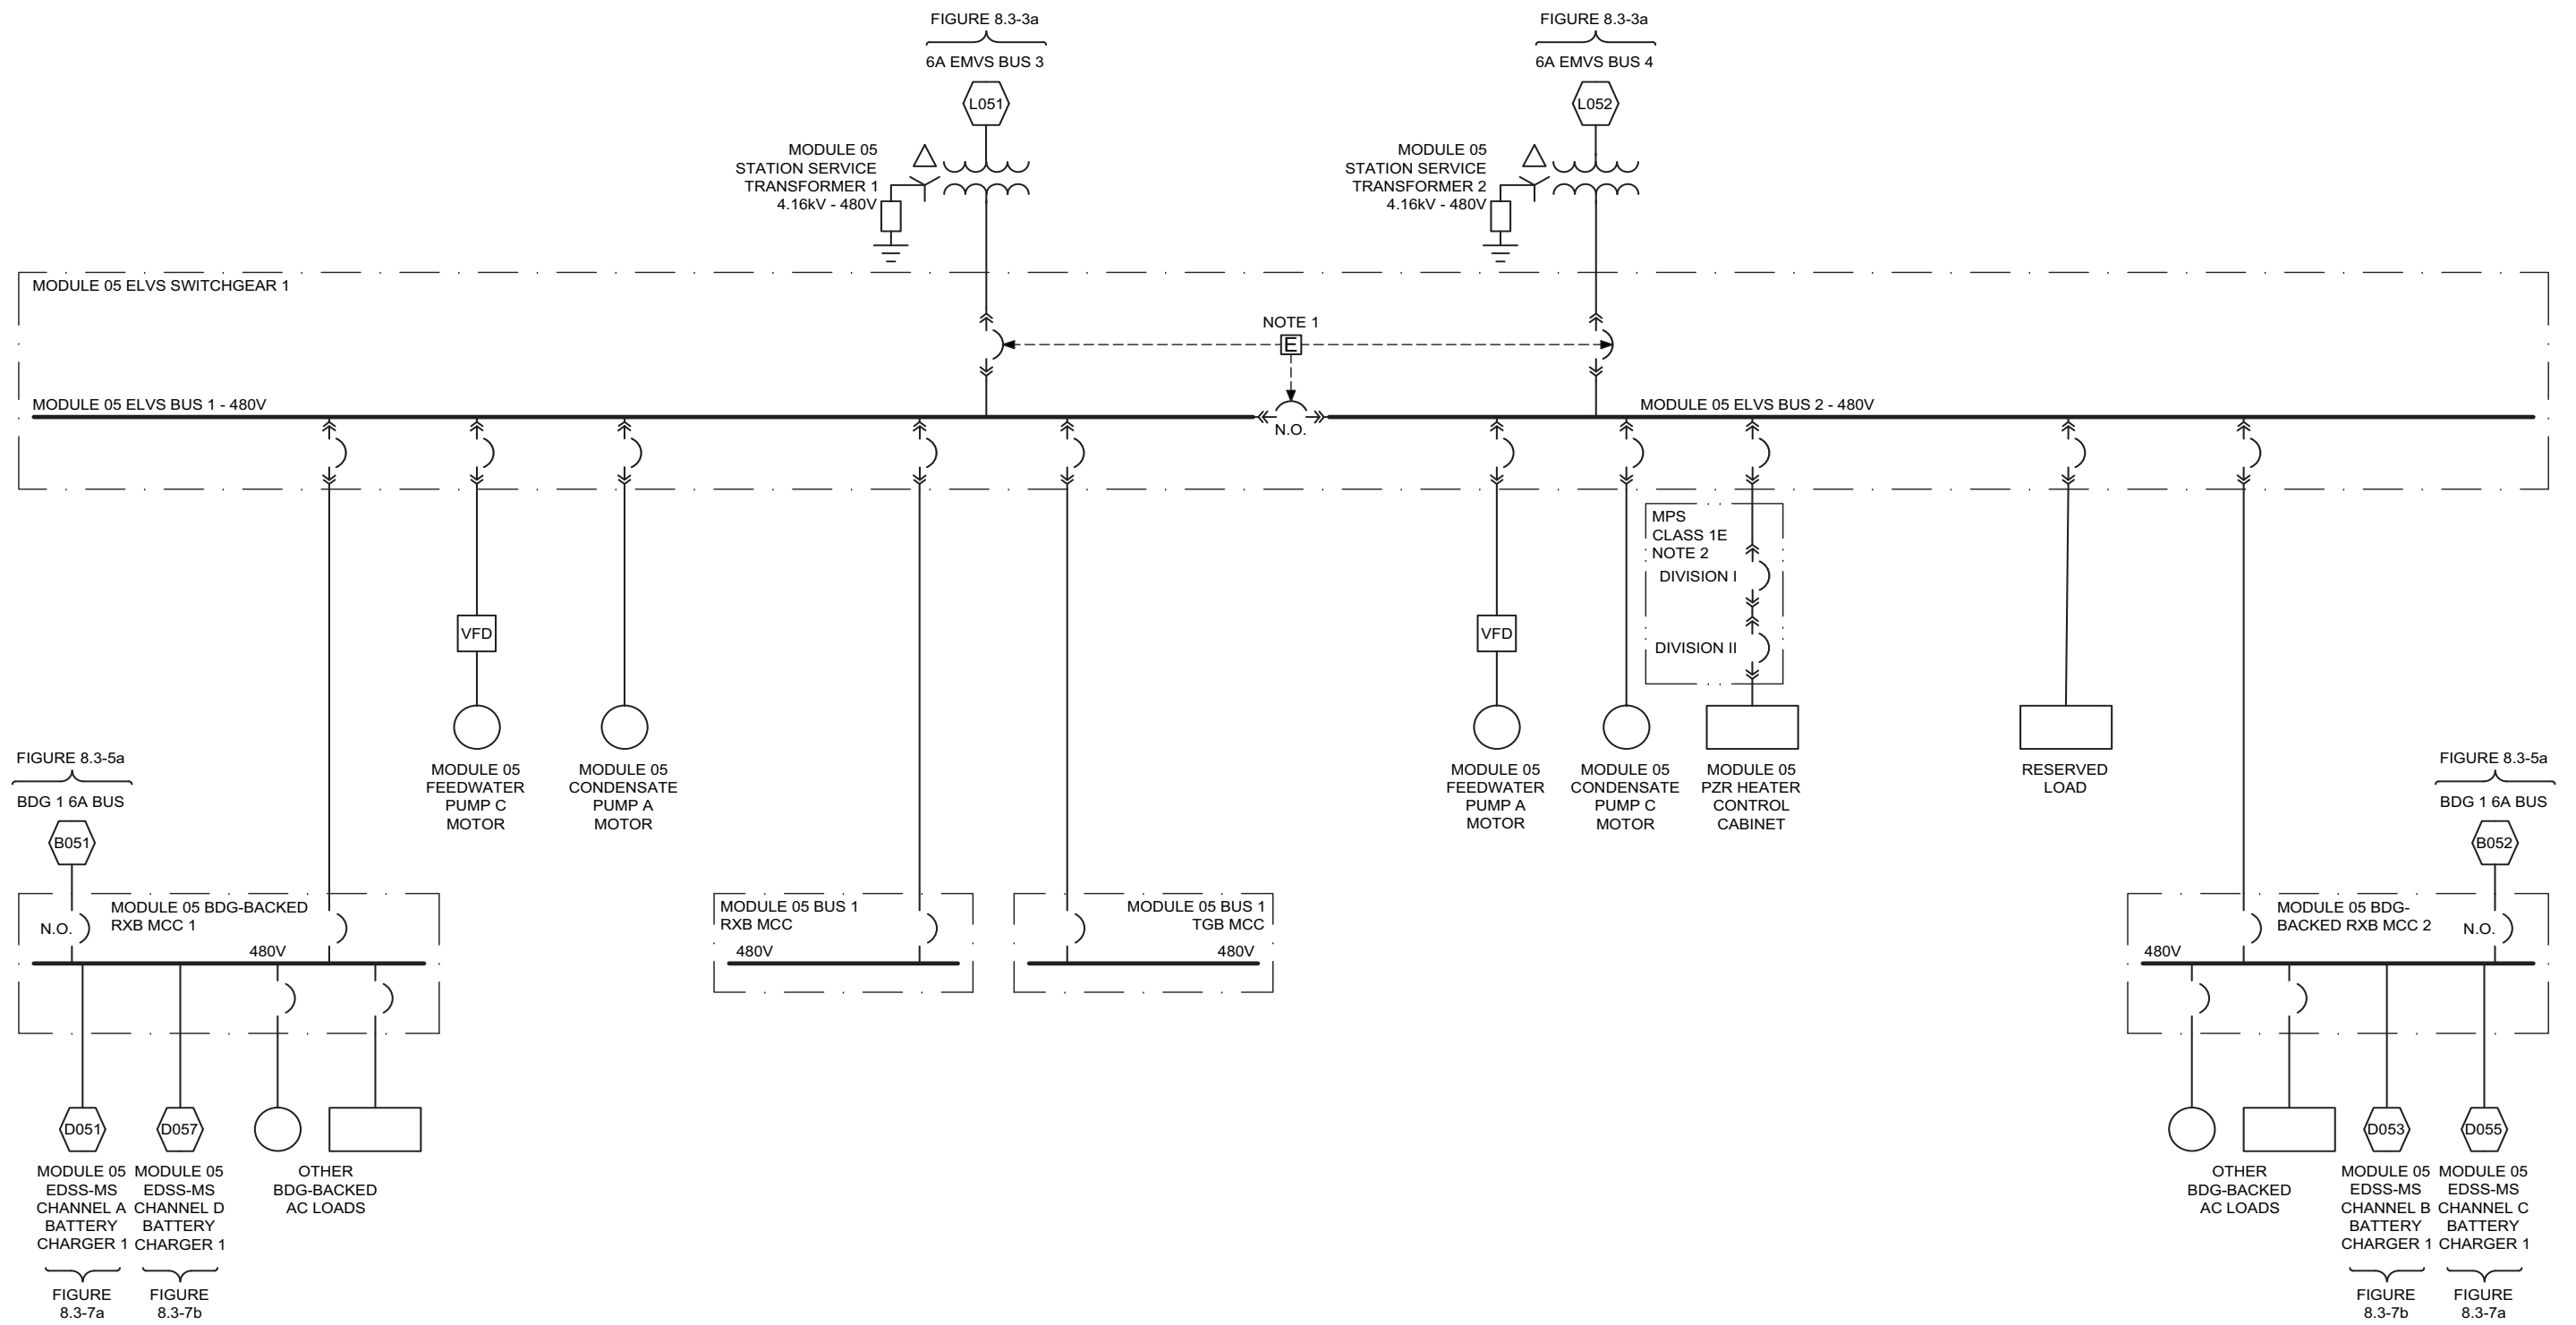 FIGURE 8.3-3a
6A EMVS BUS 3
L051
MODULE 05
STATION SERVICE
TRANSFORMER 1
4.16kV - 480V
FIGURE 8.3-3a
6A EMVS BUS 4
L052
MODULE 05
STATION SERVICE
TRANSFORMER 2
4.16kV - 480V
MODULE 05 ELVS SWITCHGEAR 1
NOTE 1
E
MODULE 05 ELVS BUS 1 - 480V
N.O.
MODULE 05 ELVS BUS 2 - 480V
MPS
CLASS 1E
NOTE 2
DIVISION I
DIVISION II
VFD
VFD
MODULE 05
FEEDWATER
PUMP C
MOTOR
MODULE 05
CONDENSATE
PUMP A
MOTOR
MODULE 05
FEEDWATER
PUMP A
MOTOR
MODULE 05
CONDENSATE
PUMP C
MOTOR
MODULE 05
PZR HEATER
CONTROL
CABINET
RESERVED
LOAD
FIGURE 8.3-5a
BDG 1 6A BUS
B051
FIGURE 8.3-5a
BDG 1 6A BUS
B052
N.O.
MODULE 05 BDG-BACKED
RXB MCC 1
480V
MODULE 05 BUS 1
RXB MCC
480V
MODULE 05 BUS 1
TGB MCC
480V
MODULE 05 BDG-
BACKED RXB MCC 2
N.O.
480V
D051
MODULE 05
EDSS-MS
CHANNEL A
BATTERY
CHARGER 1
FIGURE
8.3-7a
D057
MODULE 05
EDSS-MS
CHANNEL D
BATTERY
CHARGER 1
FIGURE
8.3-7b
OTHER
BDG-BACKED
AC LOADS
OTHER
BDG-BACKED
AC LOADS
D053
MODULE 05
EDSS-MS
CHANNEL B
BATTERY
CHARGER 1
FIGURE
8.3-7b
D055
MODULE 05
EDSS-MS
CHANNEL C
BATTERY
CHARGER 1
FIGURE
8.3-7a